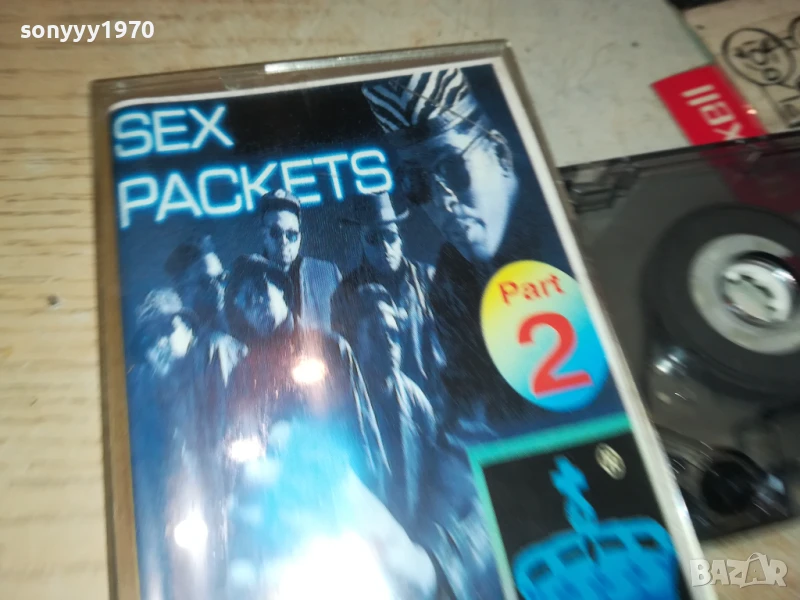 sonyyy1970
SEX
PACKETS
Part
2
BAZAR